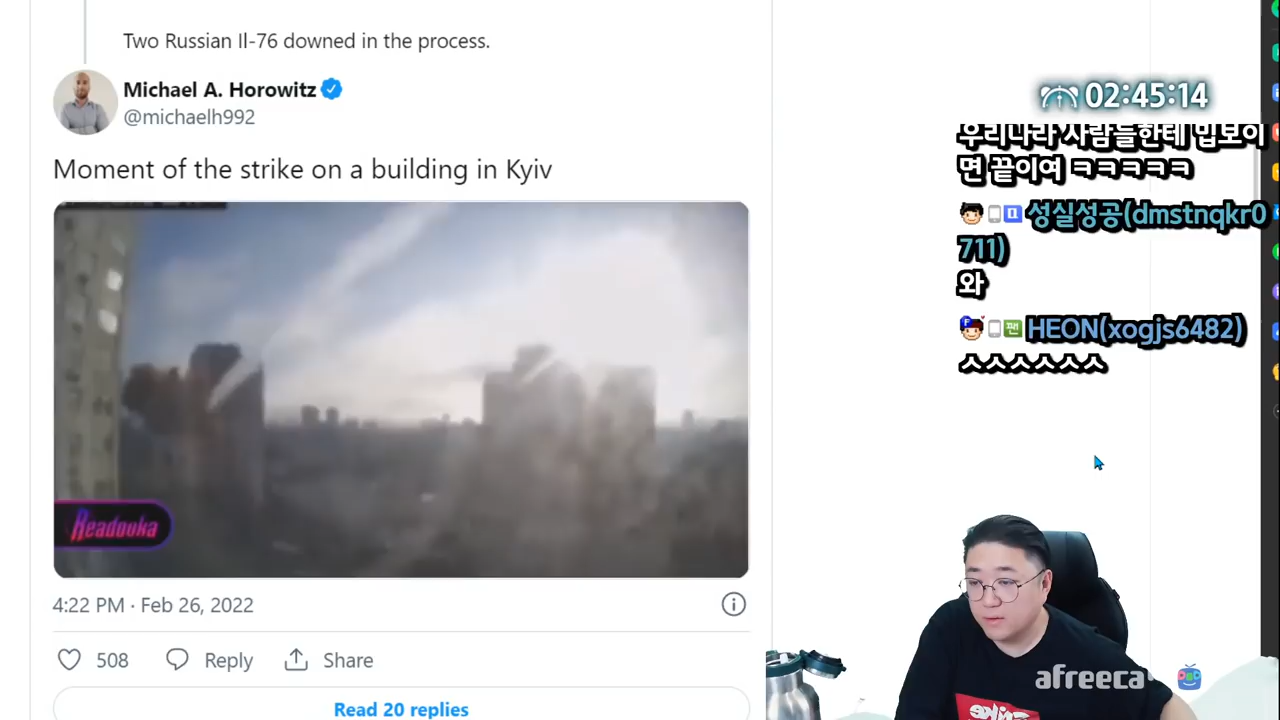 Two Russian Il-76 downed in the process.
Michael A. Horowitz
@michaelh992
Moment of the strike on a building in Kyiv
Readovka
4:22 PM · Feb 26, 2022
508
Reply
Share
Read 20 replies
02:45:14
우리나라 사람들한테 밉보이
면 끝이여 ㅋㅋㅋㅋㅋ
성실성공(dmstnqkr0
711)
와
HEON(xogjs6482)
ㅅㅅㅅㅅㅅㅅ
afreeca